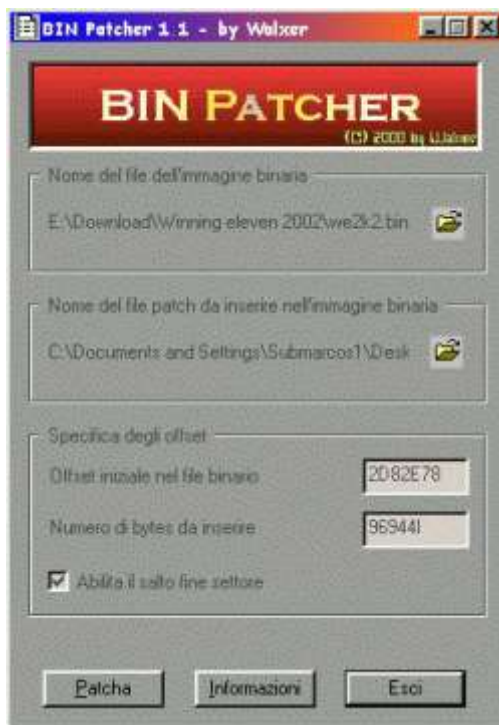 BIN Patcher 1 1 - by Walxer
BIN PATCHER
(C) 2000 by Walxer
Nome del file dell'immagine binaria
E:\Download\Winning eleven 2002\we2k2.bin
Nome del file patch da inserire nell'immagine binaria
C:\Documents and Settings\Submarcos1\Desk
Specifica degli offset
Offset iniziale nel file binario
2D82E78
Numero di bytes da inserire
969441
Abilita il salto fine settore
Patcha
Informazioni
Esci